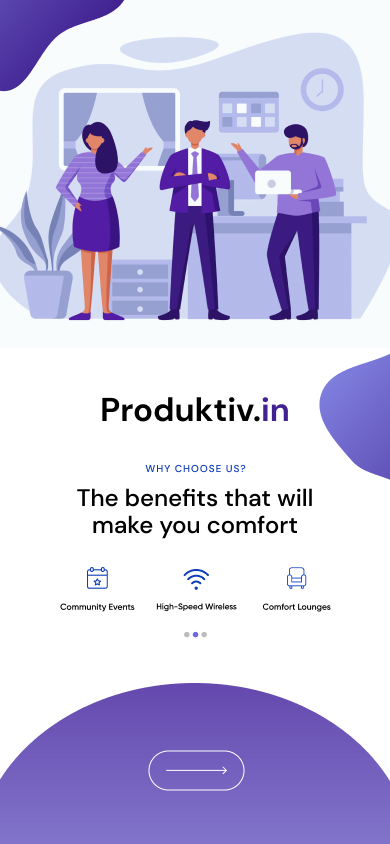 Produktiv.in
WHY CHOOSE US?
The benefits that will
make you comfort
Community Events
High-Speed Wireless
Comfort Lounges